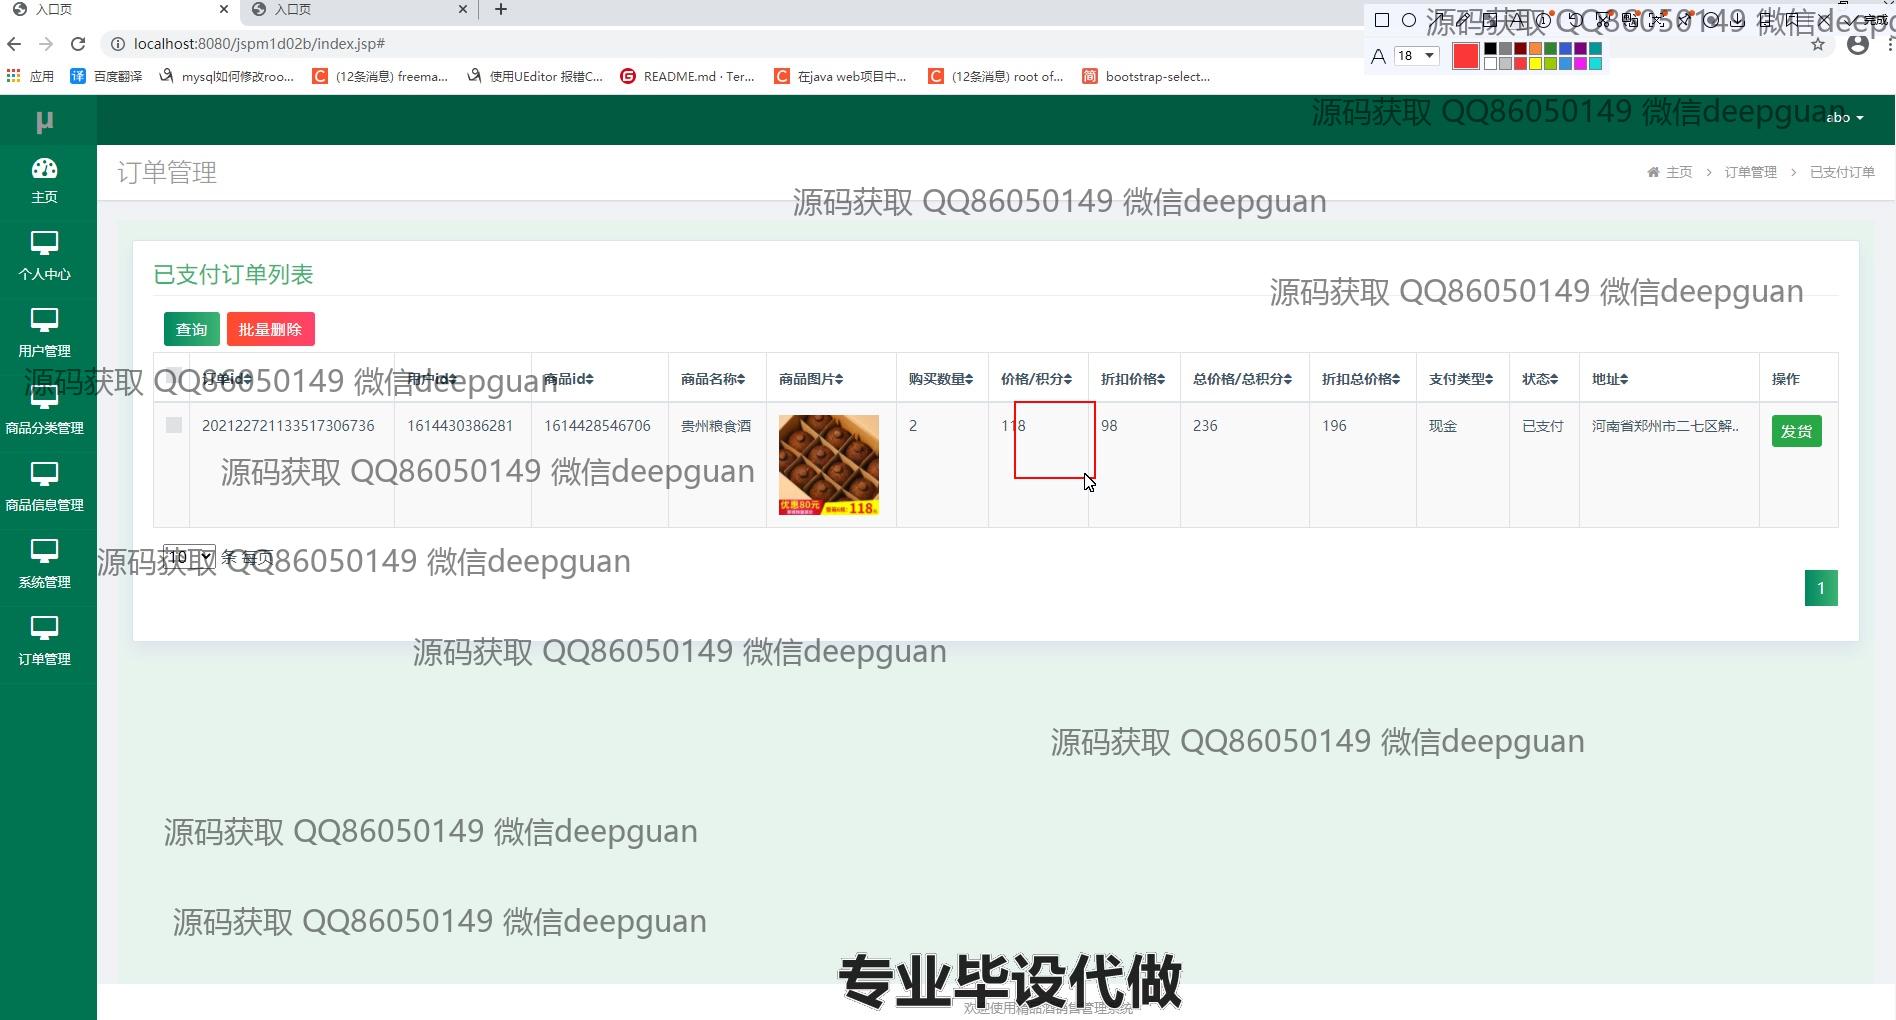 入口页
入口页
localhost:8080/jspm1d02b/index.jsp#
完成
应用 百度翻译 mysql如何修改roo... (12条消息) freema... 使用UEditor 报错C... README.md · Ter... 在java web项目中... (12条消息) root of... bootstrap-select...
A 18
源码获取 QQ86050149 微信deepguan
μ
源码获取 QQ86050149 微信deepguan
abo
主页
订单管理
主页 > 订单管理 > 已支付订单
源码获取 QQ86050149 微信deepguan
个人中心
已支付订单列表
源码获取 QQ86050149 微信deepguan
查询 批量删除
用户管理
源码获取 QQ86050149 微信deepguan
订单id 用户id 商品id 商品名称 商品图片 购买数量 价格/积分 折扣价格 总价格/总积分 折扣总价格 支付类型 状态 地址 操作
202122721133517306736 1614430386281 1614428546706 贵州粮食酒 2 118 98 236 196 现金 已支付 河南省郑州市二七区解.. 发货
商品分类管理
源码获取 QQ86050149 微信deepguan
优惠80元
118
商品信息管理
10 条 每页
源码获取 QQ86050149 微信deepguan
系统管理
1
订单管理
源码获取 QQ86050149 微信deepguan
源码获取 QQ86050149 微信deepguan
源码获取 QQ86050149 微信deepguan
源码获取 QQ86050149 微信deepguan
专业毕设代做
欢迎使用精品酒销售管理系统